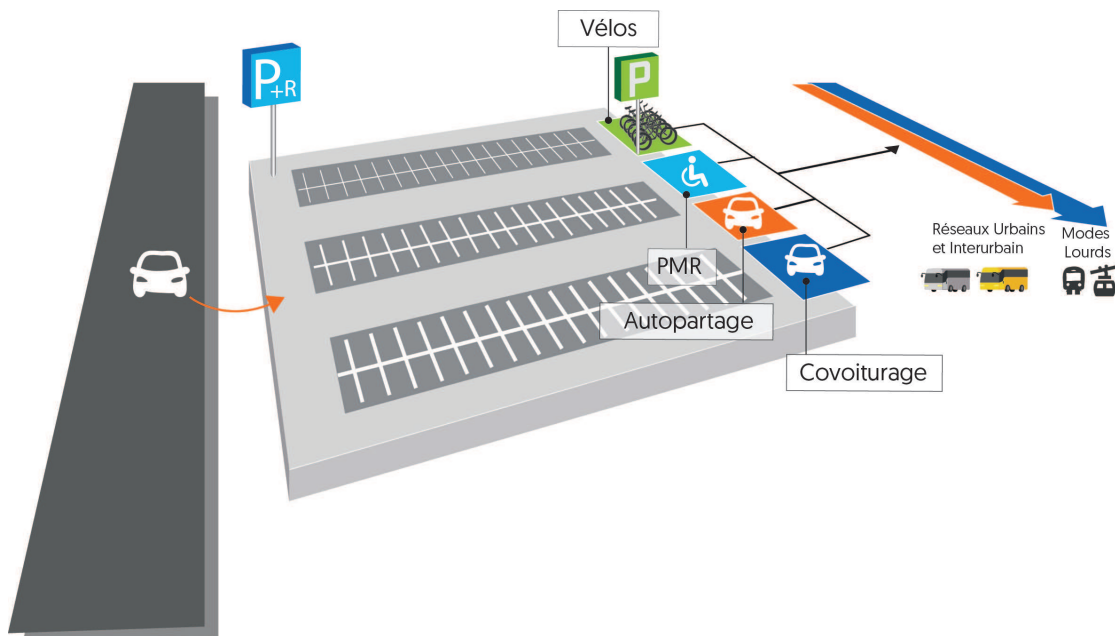 Vélos
P+R
P
PMR
Autopartage
Covoiturage
Réseaux Urbains
et Interurbain
Modes
Lourds